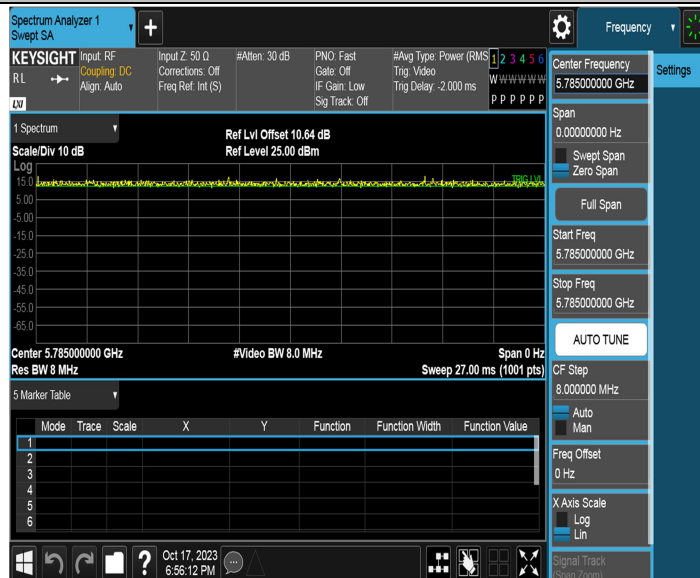 Spectrum Analyzer 1
Swept SA
Frequency
KEYSIGHT
RL
LXI
Input: RF
Coupling: DC
Align: Auto
Input Z: 50 Ω
Corrections: Off
Freq Ref: Int (S)
#Atten: 30 dB
PNO: Fast
Gate: Off
IF Gain: Low
Sig Track: Off
#Avg Type: Power (RMS
Trig: Video
Trig Delay: -2.000 ms
1 2 3 4 5 6
W W W W W W
P P P P P P
1 Spectrum
Scale/Div 10 dB
Ref Lvl Offset 10.64 dB
Ref Level 25.00 dBm
Log
TRIG LVL
15.0
5.00
-5.00
-15.0
-25.0
-35.0
-45.0
-55.0
-65.0
Center 5.785000000 GHz
#Video BW 8.0 MHz
Span 0 Hz
Res BW 8 MHz
Sweep 27.00 ms (1001 pts)
5 Marker Table
Mode Trace Scale X Y Function Function Width Function Value
1
2
3
4
5
6
Oct 17, 2023
6:56:12 PM
?
Center Frequency
5.785000000 GHz
Settings
Span
0.00000000 Hz
Swept Span
Zero Span
Full Span
Start Freq
5.785000000 GHz
Stop Freq
5.785000000 GHz
AUTO TUNE
CF Step
8.000000 MHz
Auto
Man
Freq Offset
0 Hz
X Axis Scale
Log
Lin
Signal Track
(Span Zoom)